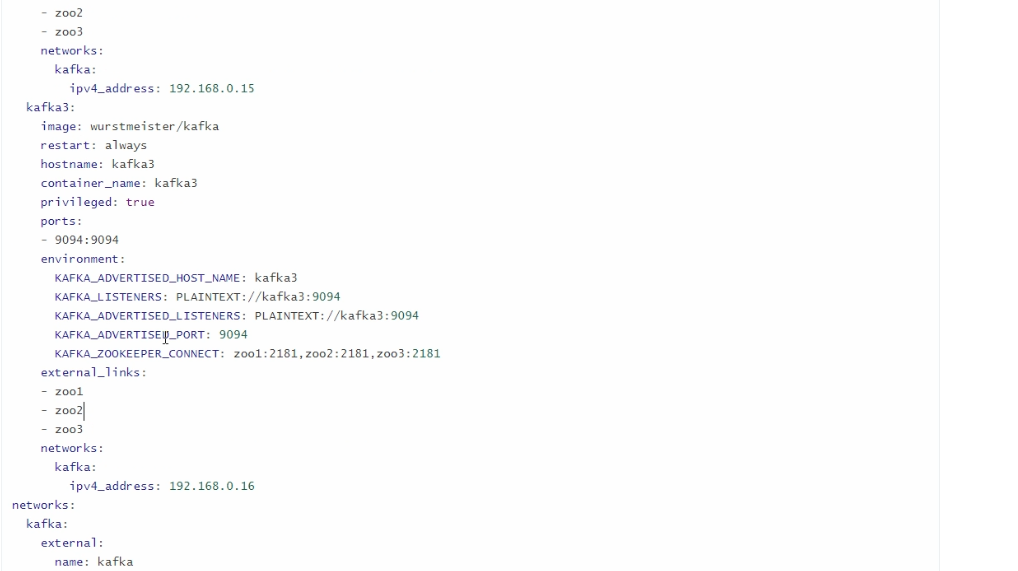 - zoo2
- zoo3
networks:
kafka:
ipv4_address: 192.168.0.15
kafka3:
image: wurstmeister/kafka
restart: always
hostname: kafka3
container_name: kafka3
privileged: true
ports:
- 9094:9094
environment:
KAFKA_ADVERTISED_HOST_NAME: kafka3
KAFKA_LISTENERS: PLAINTEXT://kafka3:9094
KAFKA_ADVERTISED_LISTENERS: PLAINTEXT://kafka3:9094
KAFKA_ADVERTISED_PORT: 9094
KAFKA_ZOOKEEPER_CONNECT: zoo1:2181,zoo2:2181,zoo3:2181
external_links:
- zoo1
- zoo2
- zoo3
networks:
kafka:
ipv4_address: 192.168.0.16
networks:
kafka:
external:
name: kafka